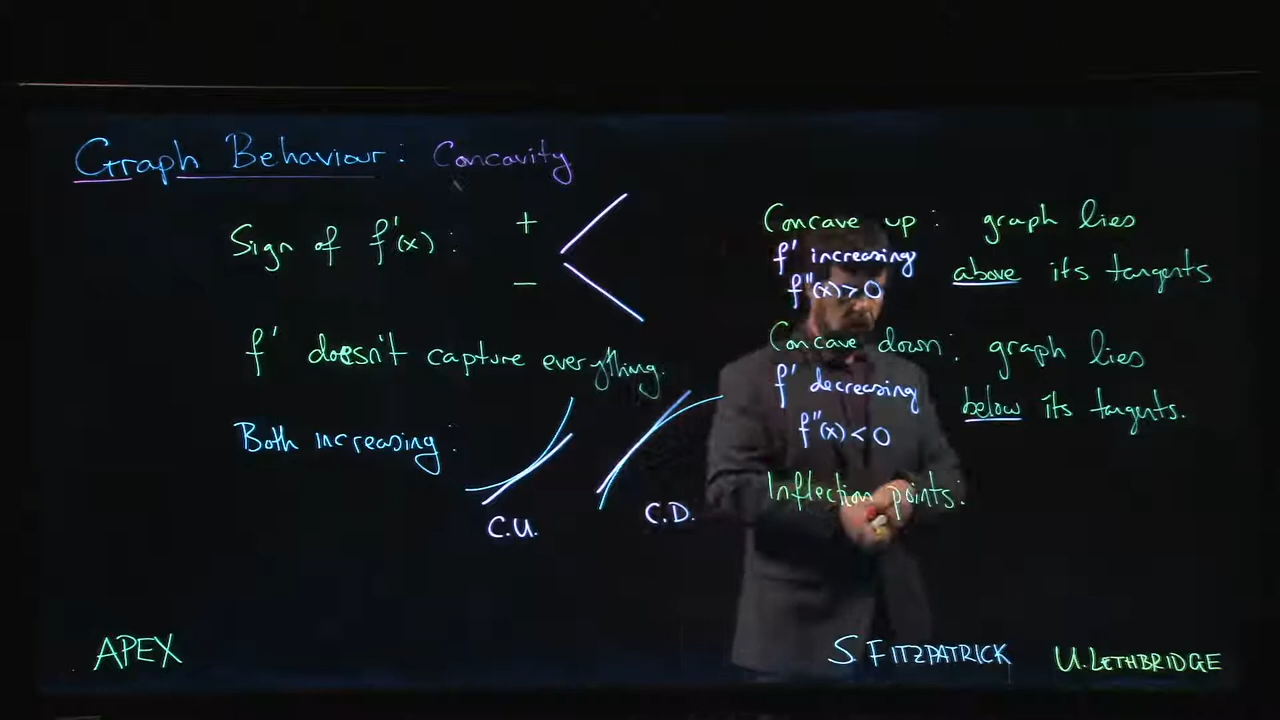 Graph Behaviour: Concavity
Sign of f'(x): + −
f' doesn't capture everything.
Both increasing:
C.U.
C.D.
Concave up: graph lies
above its tangents
f' increasing
f''(x) > 0
Concave down: graph lies
below its tangents.
f' decreasing
f''(x) < 0
Inflection points:
APEX
S. FITZPATRICK
U. LETHBRIDGE